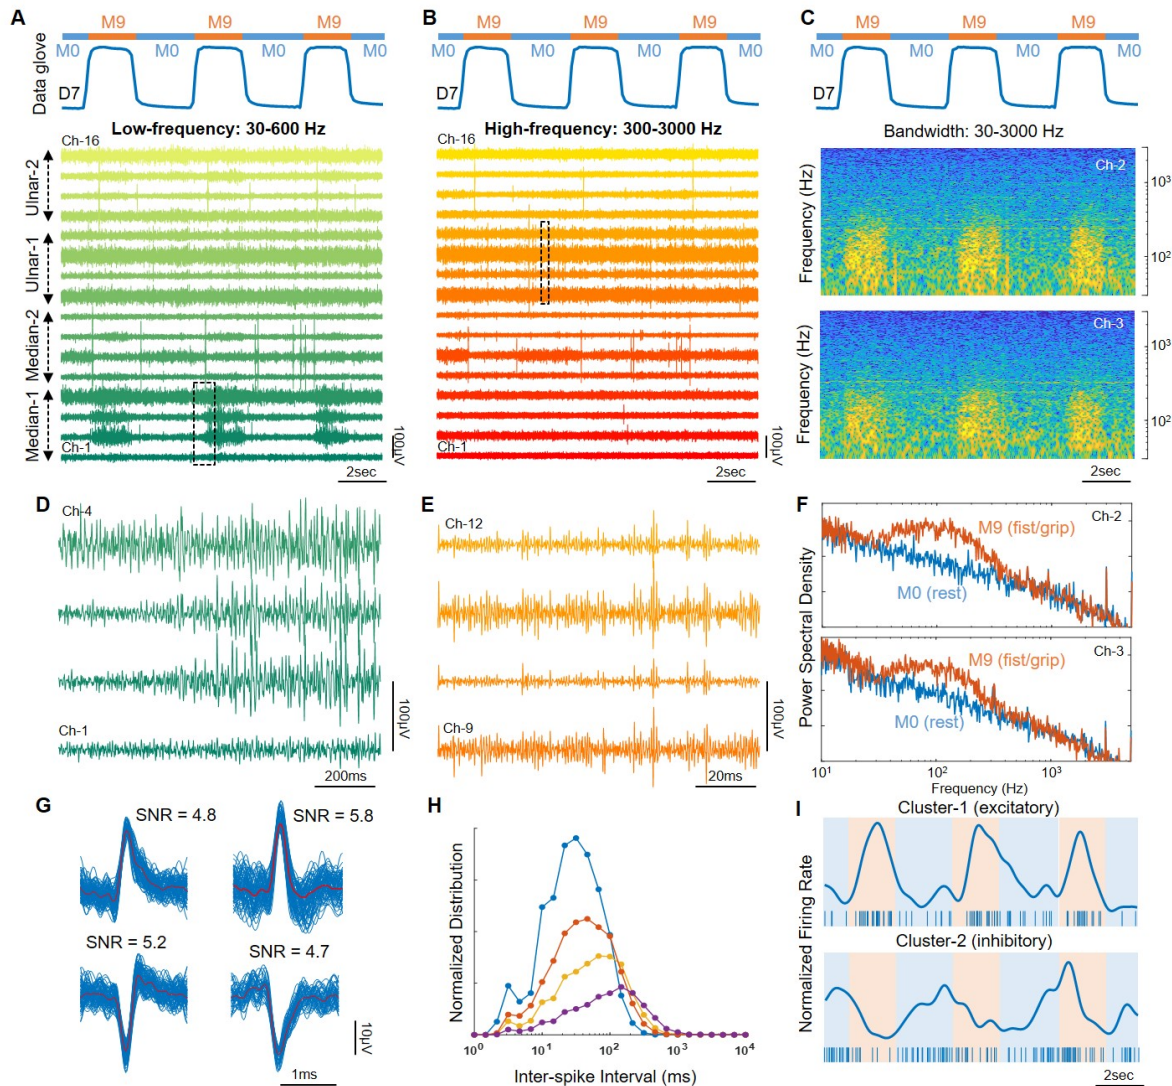 A
B
C
M9 M9 M9
M9 M9 M9
M9 M9 M9
M0 M0 M0 M0
M0 M0 M0 M0
M0 M0 M0 M0
Data glove
D7
D7
D7
Low-frequency: 30-600 Hz
High-frequency: 300-3000 Hz
Bandwidth: 30-3000 Hz
Ch-16
Ulnar-2
Ulnar-1
Median-2
Median-1
Ch-1
100µV
2sec
Ch-16
Ch-1
100µV
2sec
Ch-2
Frequency (Hz)
10³
10²
Ch-3
Frequency (Hz)
10³
10²
2sec
D
Ch-4
Ch-1
100µV
200ms
E
Ch-12
Ch-9
100µV
20ms
F
Ch-2
M9 (fist/grip)
M0 (rest)
Ch-3
M9 (fist/grip)
M0 (rest)
Power Spectral Density
10¹ 10² 10³
Frequency (Hz)
G
SNR = 4.8
SNR = 5.8
SNR = 5.2
SNR = 4.7
10µV
1ms
H
Normalized Distribution
10⁰ 10¹ 10² 10³ 10⁴
Inter-spike Interval (ms)
I
Cluster-1 (excitatory)
Cluster-2 (inhibitory)
Normalized Firing Rate
2sec